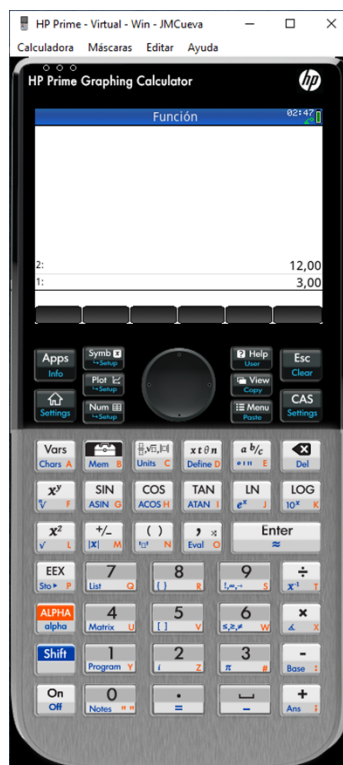 HP Prime - Virtual - Win - JMCueva
Calculadora Máscaras Editar Ayuda
HP Prime Graphing Calculator hp
Función 02:47
2: 12,00
1: 3,00
Apps Info
Symb Setup
Help User
Esc Clear
Plot Setup
View Copy
Settings
Num Setup
Menu Paste
CAS Settings
Vars Chars A
Mem B
Units C
x t θ n Define D
a b/c E
Del
xʸ F
SIN ASIN G
COS ACOS H
TAN ATAN I
LN eˣ J
LOG 10ˣ K
x² √ L
+/- |x| M
( ) N
, Eval O
Enter ≈
EEX Sto ▸ P
7 List Q
8 { } R
9 !,∞,→ S
÷ x⁻¹ T
ALPHA alpha
4 Matrix U
5 [ ] V
6 ≤,≥,≠ W
× ∡ X
Shift
1 Program Y
2 i Z
3 π #
- Base :
On Off
0 Notes " "
. =
_
+ Ans ;